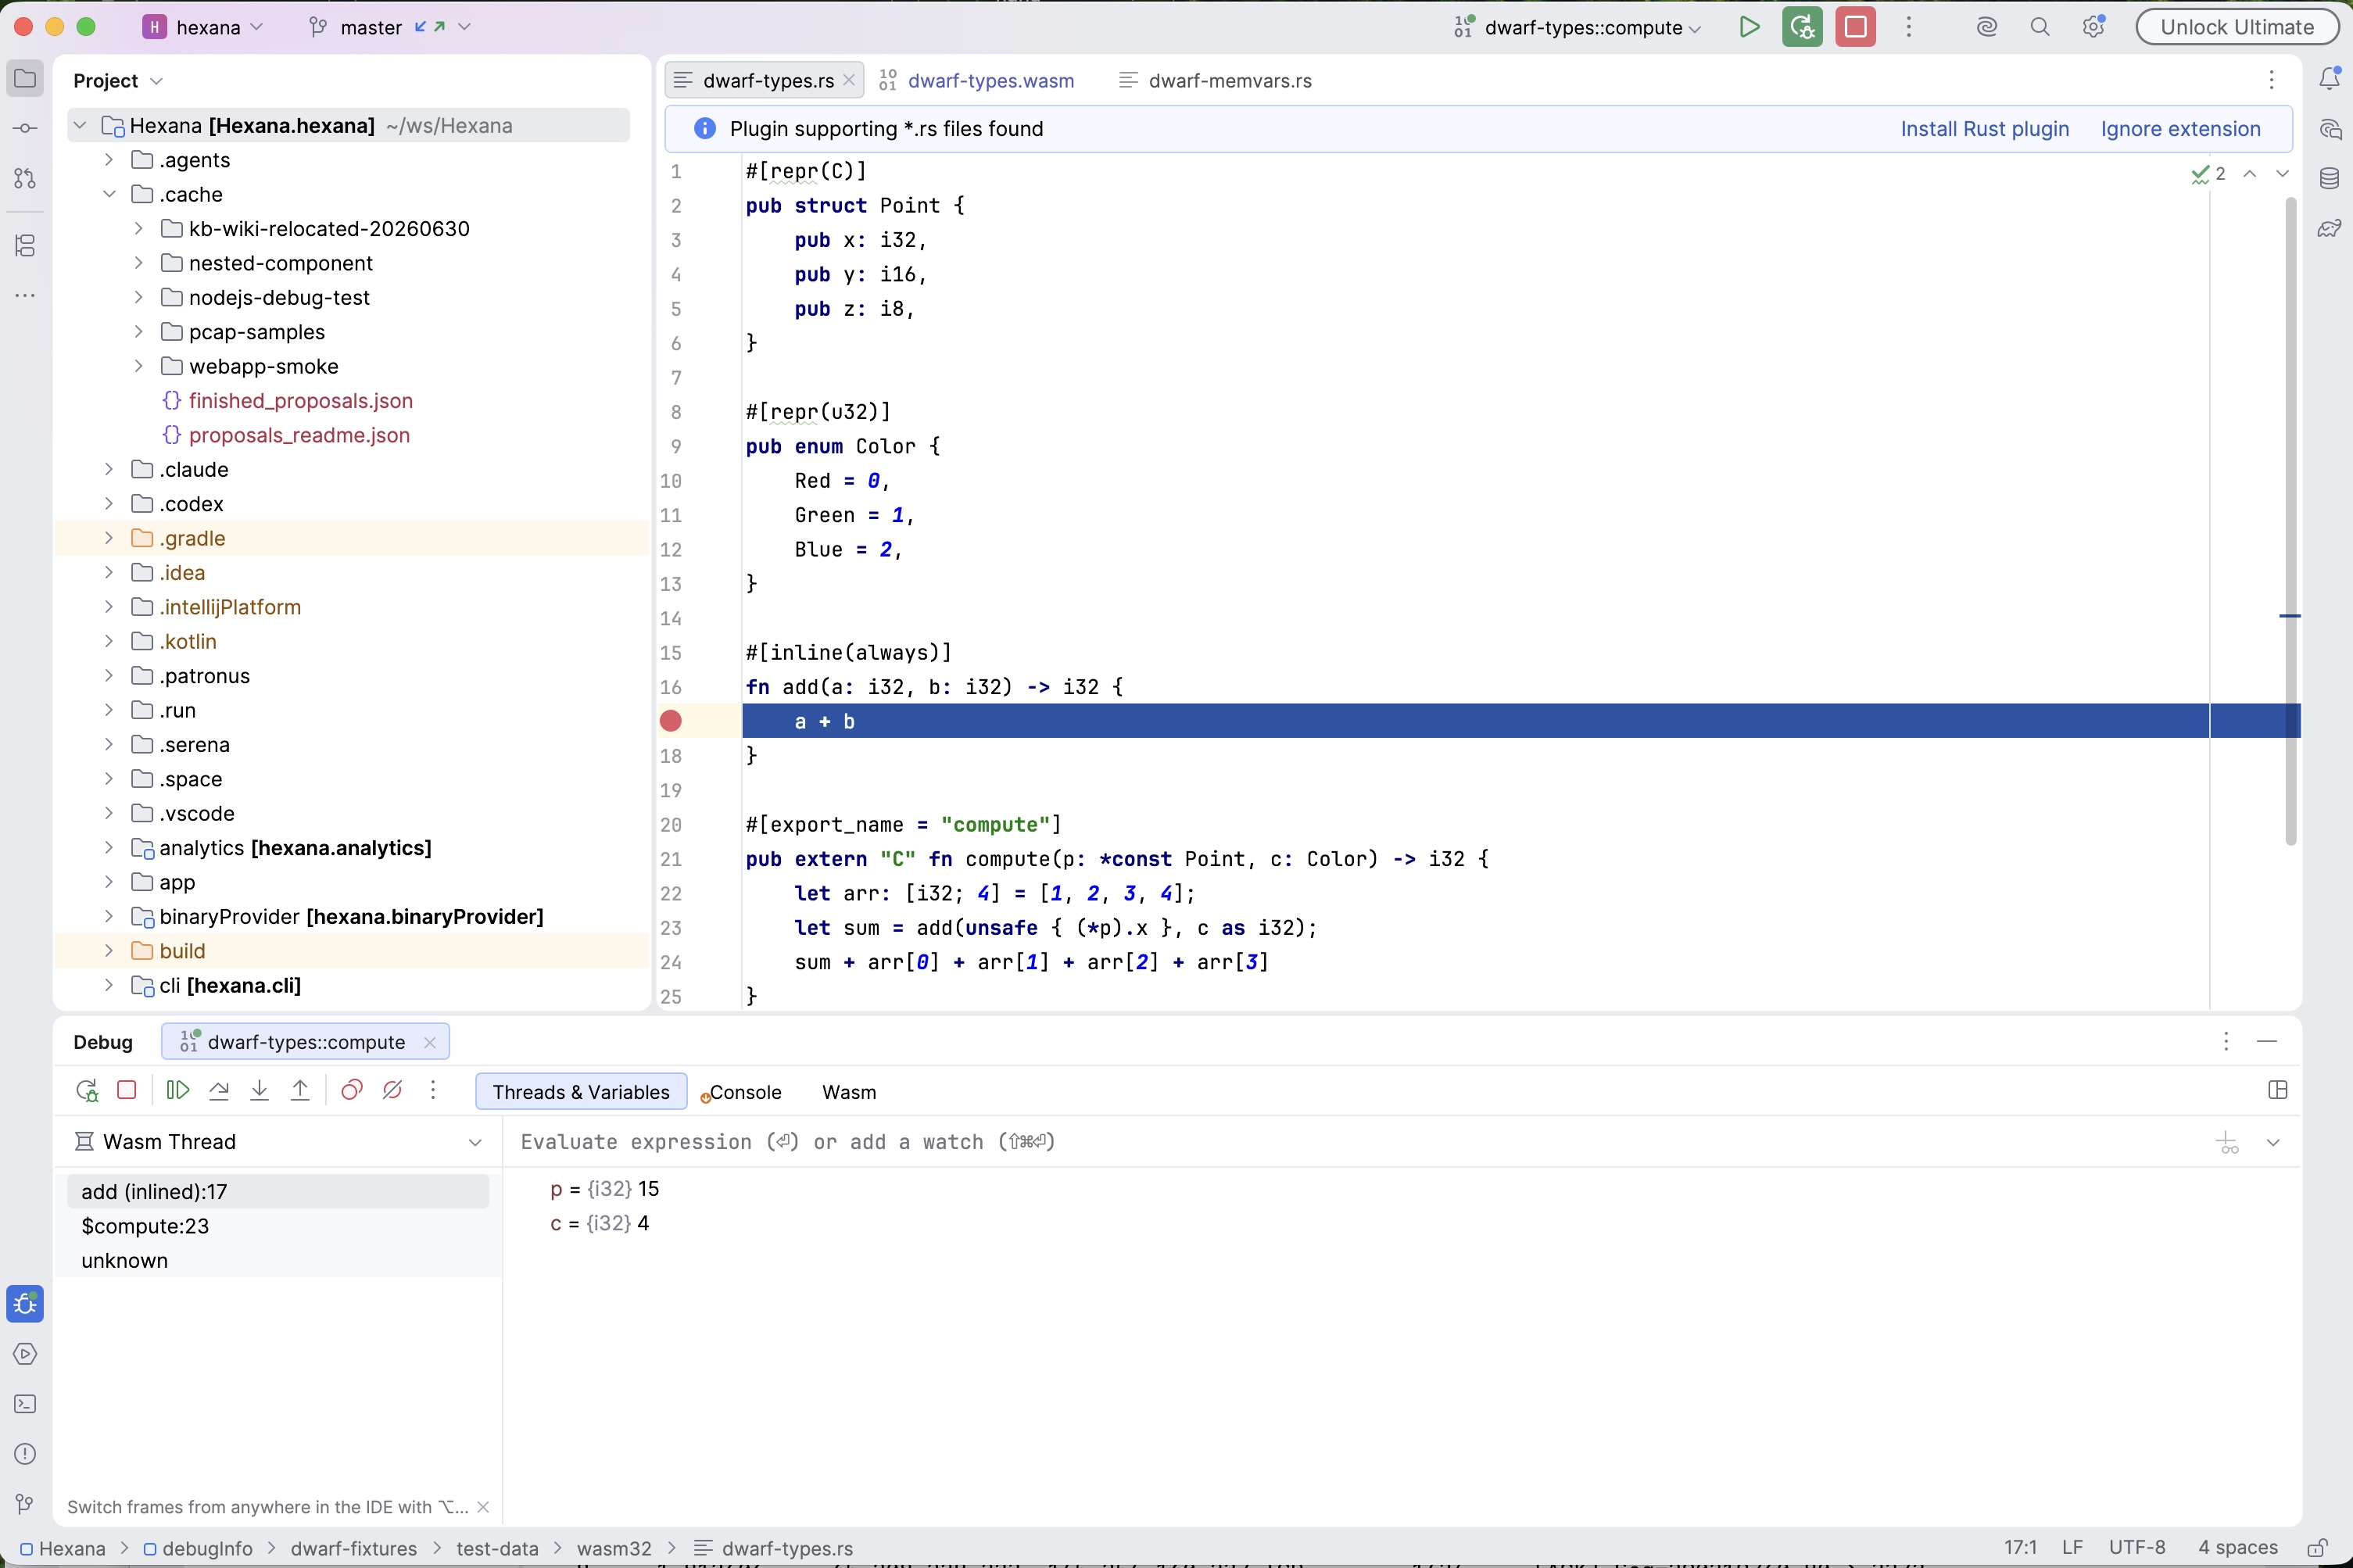 H hexana master dwarf-types::compute Unlock Ultimate
Project
Hexana [Hexana.hexana] ~/ws/Hexana
.agents
.cache
kb-wiki-relocated-20260630
nested-component
nodejs-debug-test
pcap-samples
webapp-smoke
finished_proposals.json
proposals_readme.json
.claude
.codex
.gradle
.idea
.intellijPlatform
.kotlin
.patronus
.run
.serena
.space
.vscode
analytics [hexana.analytics]
app
binaryProvider [hexana.binaryProvider]
build
cli [hexana.cli]
dwarf-types.rs dwarf-types.wasm dwarf-memvars.rs
Plugin supporting *.rs files found Install Rust plugin Ignore extension
2
1 #[repr(C)]
2 pub struct Point {
3     pub x: i32,
4     pub y: i16,
5     pub z: i8,
6 }
7
8 #[repr(u32)]
9 pub enum Color {
10     Red = 0,
11     Green = 1,
12     Blue = 2,
13 }
14
15 #[inline(always)]
16 fn add(a: i32, b: i32) -> i32 {
    a + b
18 }
19
20 #[export_name = "compute"]
21 pub extern "C" fn compute(p: *const Point, c: Color) -> i32 {
22     let arr: [i32; 4] = [1, 2, 3, 4];
23     let sum = add(unsafe { (*p).x }, c as i32);
24     sum + arr[0] + arr[1] + arr[2] + arr[3]
25 }
Debug dwarf-types::compute
Threads & Variables Console Wasm
Wasm Thread
add (inlined):17
$compute:23
unknown
Switch frames from anywhere in the IDE with ⌥...
Evaluate expression (⏎) or add a watch (⇧⌘⏎)
p = {i32} 15
c = {i32} 4
Hexana > debugInfo > dwarf-fixtures > test-data > wasm32 > dwarf-types.rs 17:1 LF UTF-8 4 spaces